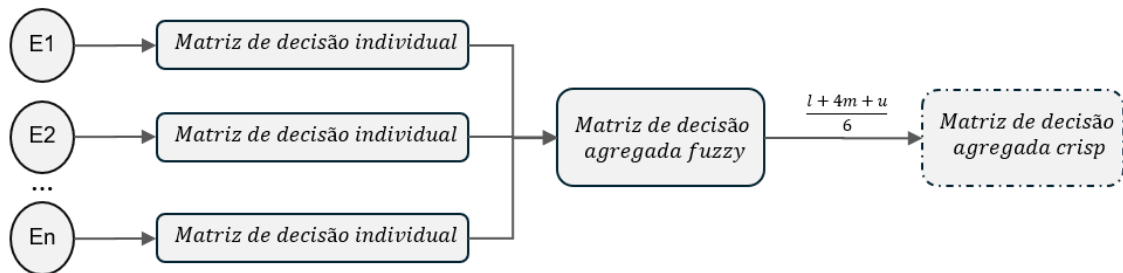 E1
Matriz de decisão individual
E2
Matriz de decisão individual
...
En
Matriz de decisão individual
Matriz de decisão
agregada fuzzy
l + 4m + u
6
Matriz de decisão
agregada crisp